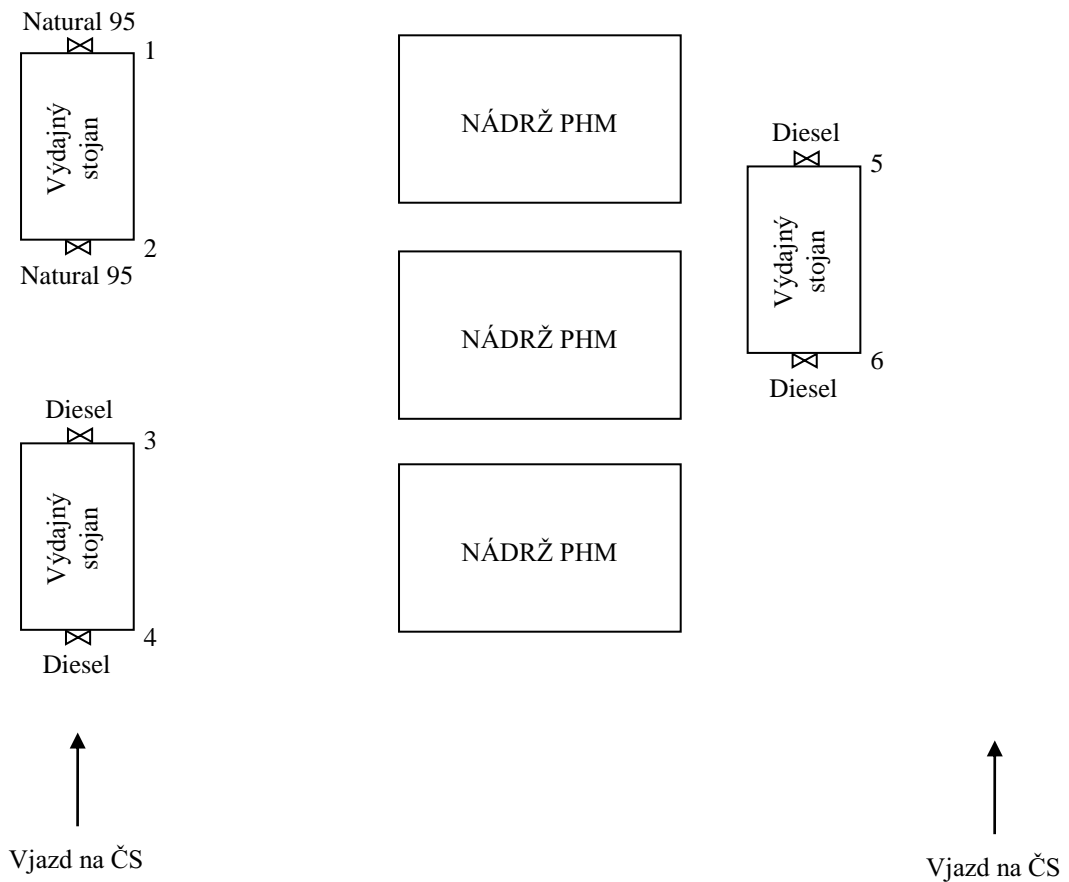 Natural 95
1
Výdajný
stojan
2
Natural 95
Diesel
3
Výdajný
stojan
4
Diesel
Vjazd na ČS
NÁDRŽ PHM
NÁDRŽ PHM
NÁDRŽ PHM
Diesel
5
Výdajný
stojan
6
Diesel
Vjazd na ČS